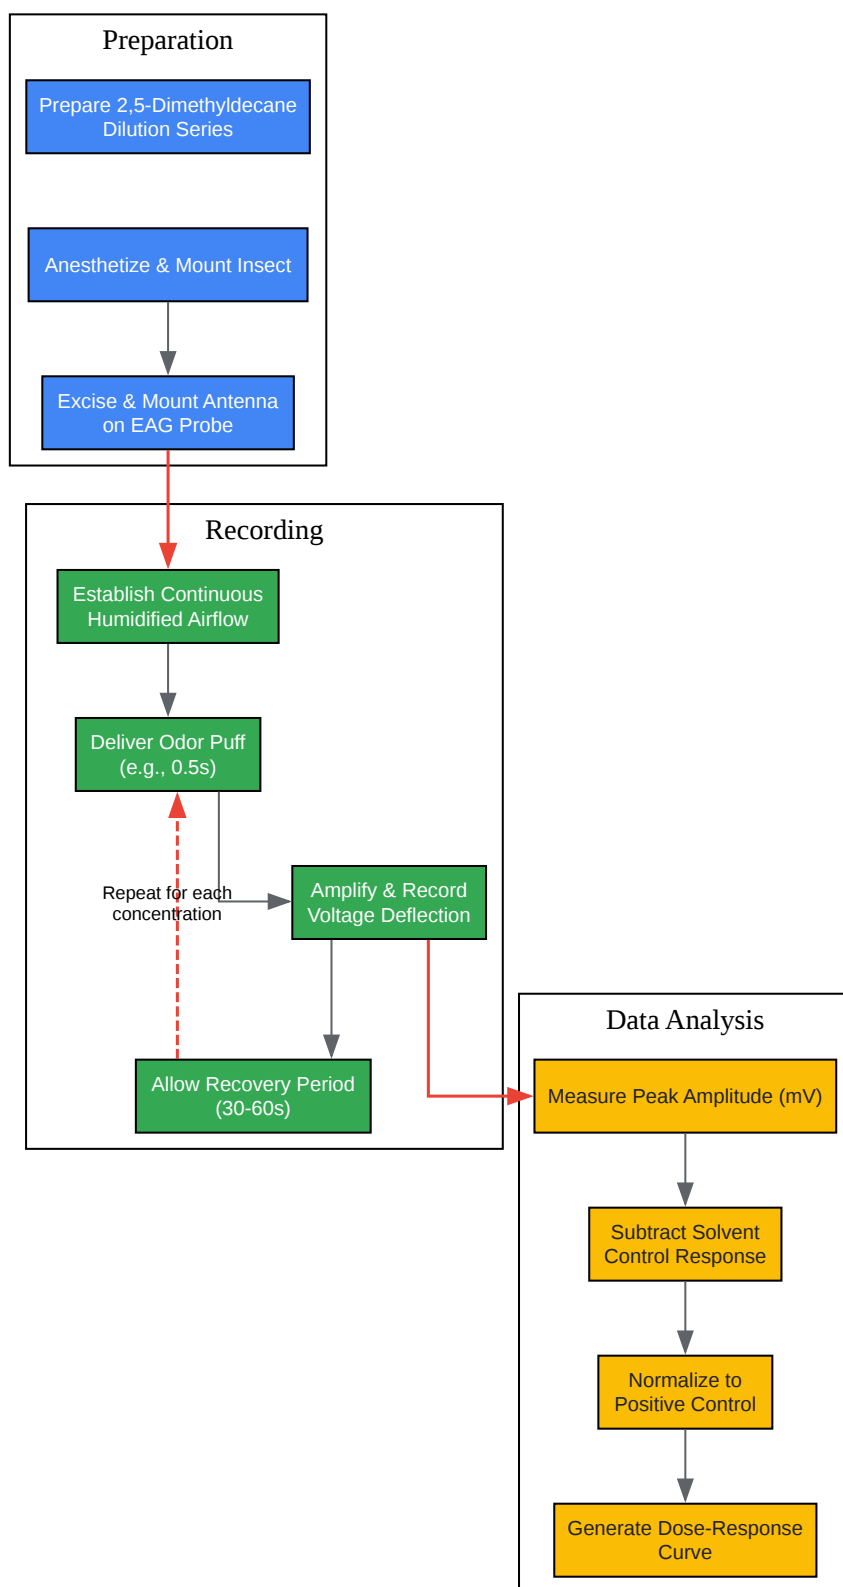 Preparation
Prepare 2,5-Dimethyldecane
Dilution Series
Anesthetize & Mount Insect
Excise & Mount Antenna
on EAG Probe
Recording
Establish Continuous
Humidified Airflow
Deliver Odor Puff
(e.g., 0.5s)
Repeat for each
concentration
Amplify & Record
Voltage Deflection
Allow Recovery Period
(30-60s)
Data Analysis
Measure Peak Amplitude (mV)
Subtract Solvent
Control Response
Normalize to
Positive Control
Generate Dose-Response
Curve